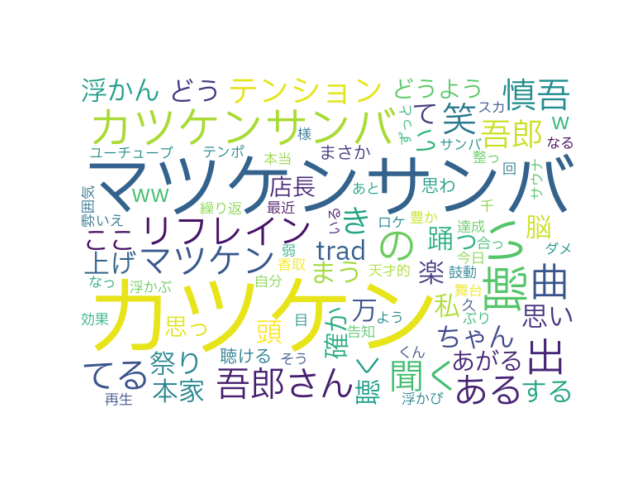 浮かん どう テンション どうよう 慎吾
カツケンサンバ て 笑 い ずっと スカ w
吾郎 なる
ユーチューブ テンポ 様 本当 まさか サンバ 整っ
マツケンサンバ
雰囲気 ww 店長 あと 思わ 回 サウナ
繰り返 最近 いる き ロケ 豊か 千
ここ リフレイン の 踊っ 達成 合っ 脳
上げ マツケン 弱 trad 楽 聴 い 今日 曲 ダメ
香取 まう 天才的 鼓動
なっ 浮かぶ 自分 万 よう 私 久 舞台 ぶり 思い
カツケン
効果 思っ 頭 目 確か 告知 ちゃん 出
祭り 聴ける そう く くん あがる
てる 本家 吾郎さん 聴 聞く ある する
再生 浮かび